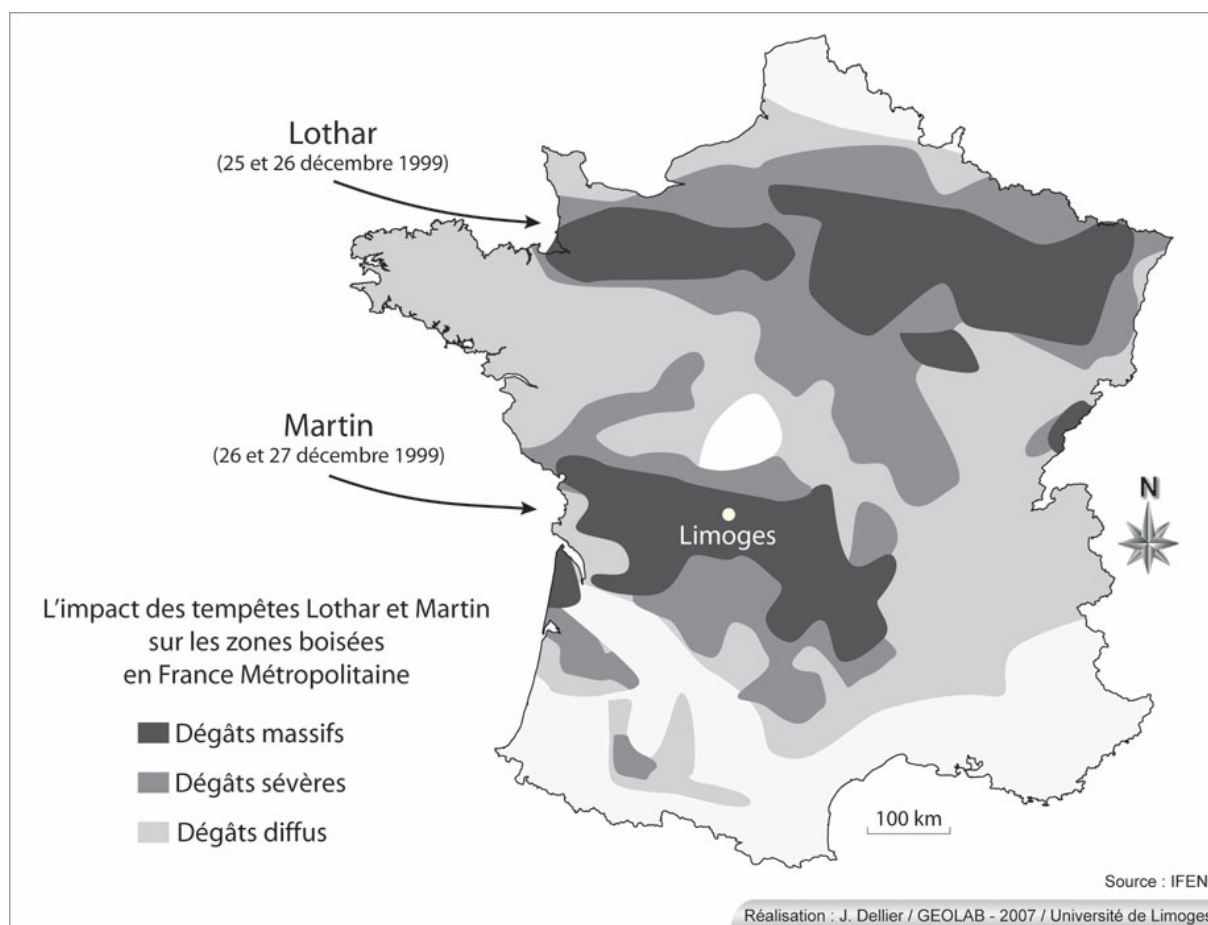 Lothar
(25 et 26 décembre 1999)
Martin
(26 et 27 décembre 1999)
N
Limoges
L'impact des tempêtes Lothar et Martin
sur les zones boisées
en France Métropolitaine
Dégâts massifs
Dégâts sévères
Dégâts diffus
100 km
Source : IFEN
Réalisation : J. Dellier / GEOLAB - 2007 / Université de Limoges